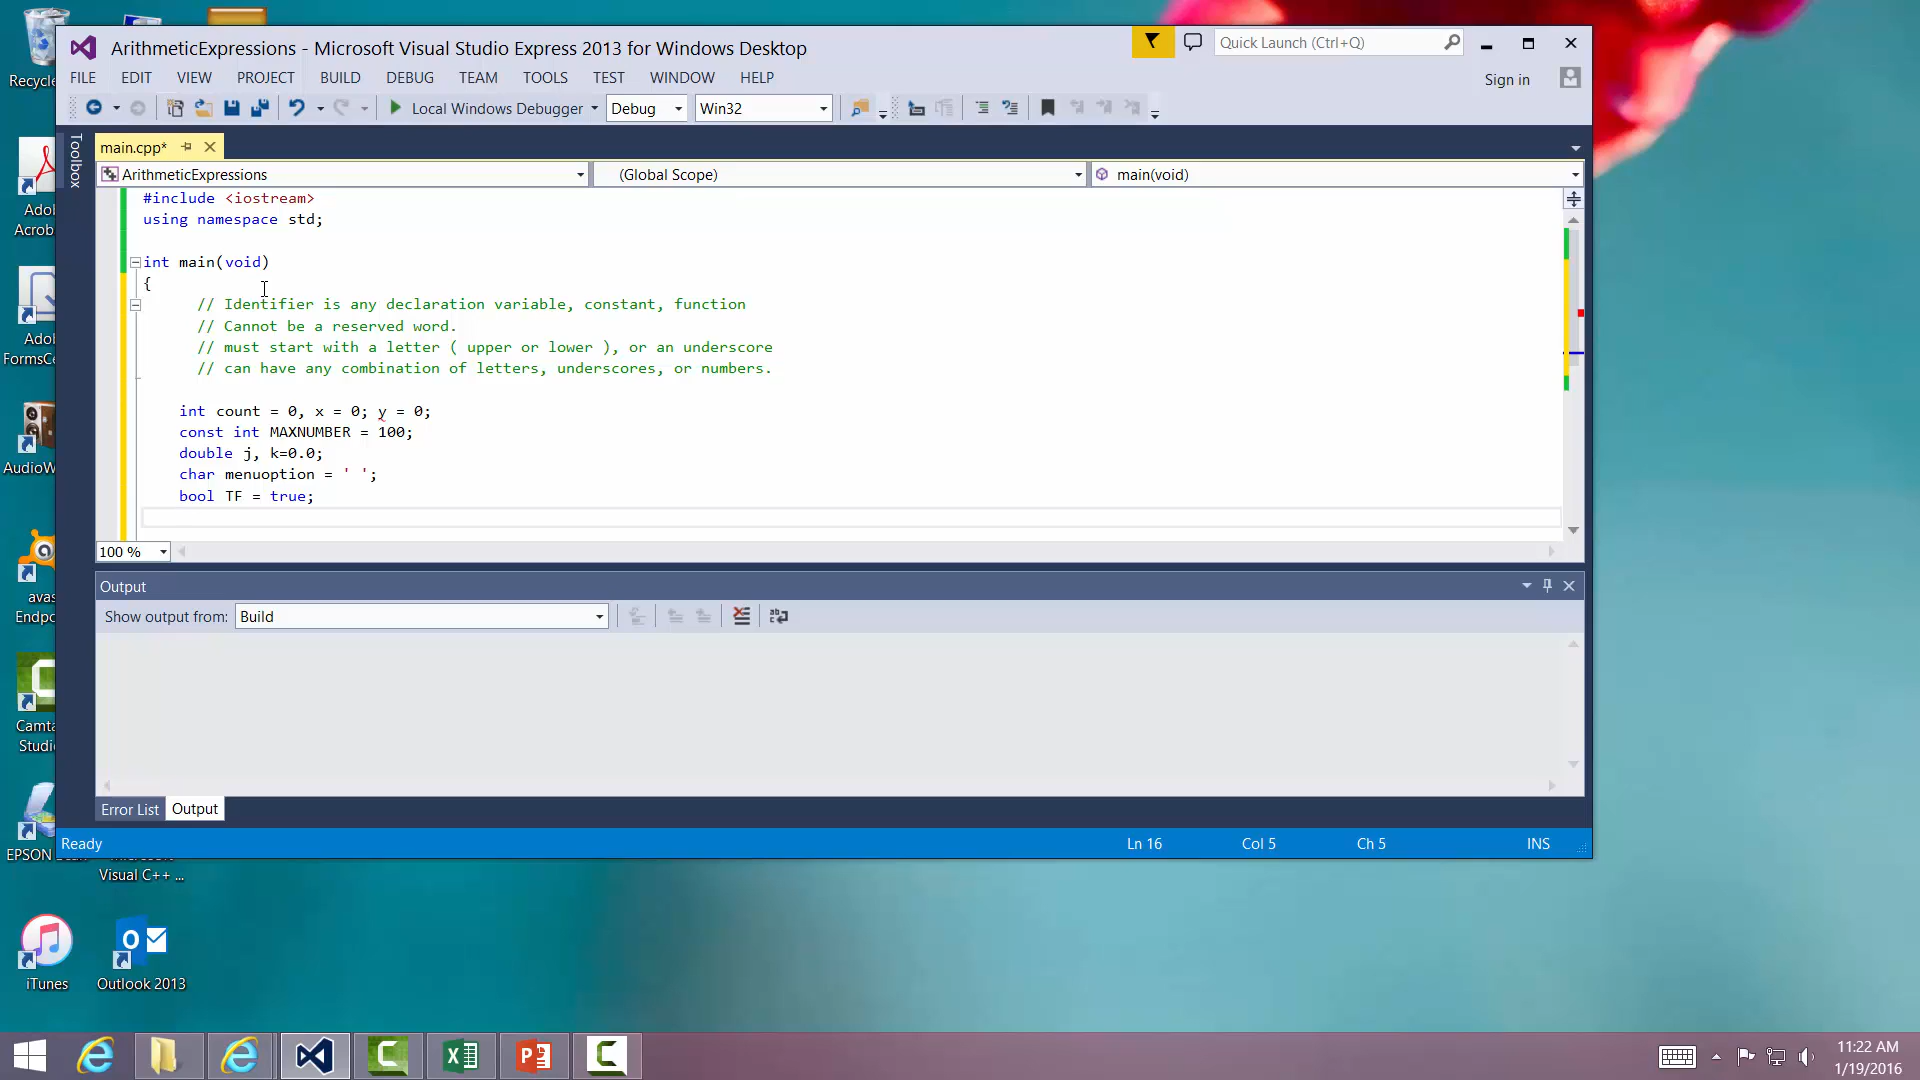 Recycle
ArithmeticExpressions - Microsoft Visual Studio Express 2013 for Windows Desktop
Quick Launch (Ctrl+Q)
FILE EDIT VIEW PROJECT BUILD DEBUG TEAM TOOLS TEST WINDOW HELP
Sign in
Local Windows Debugger Debug Win32
Toolbox
main.cpp*
ArithmeticExpressions (Global Scope) main(void)
#include <iostream>
using namespace std;
int main(void)
{
// Identifier is any declaration variable, constant, function
// Cannot be a reserved word.
// must start with a letter ( upper or lower ), or an underscore
// can have any combination of letters, underscores, or numbers.
int count = 0, x = 0; y = 0;
const int MAXNUMBER = 100;
double j, k=0.0;
char menuoption = ' ';
bool TF = true;
100 %
Output
Show output from: Build
Error List Output
Ready Ln 16 Col 5 Ch 5 INS
Adol
Acrob
Adol
FormsCe
AudioW
avas
Endpo
Camta
Studi
EPSON
Visual C++ ...
iTunes
Outlook 2013
11:22 AM
1/19/2016